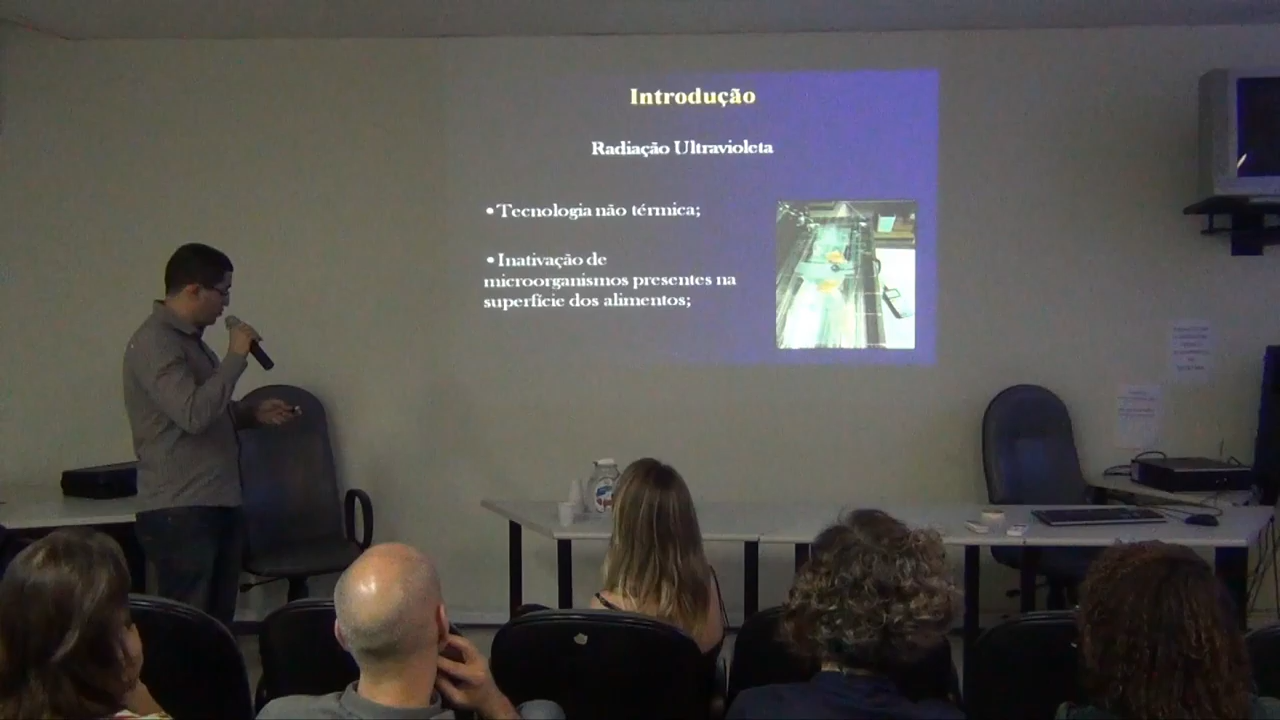 Introdução
Radiação Ultravioleta
• Tecnologia não térmica;
• Inativação de
microorganismos presentes na
superfície dos alimentos;